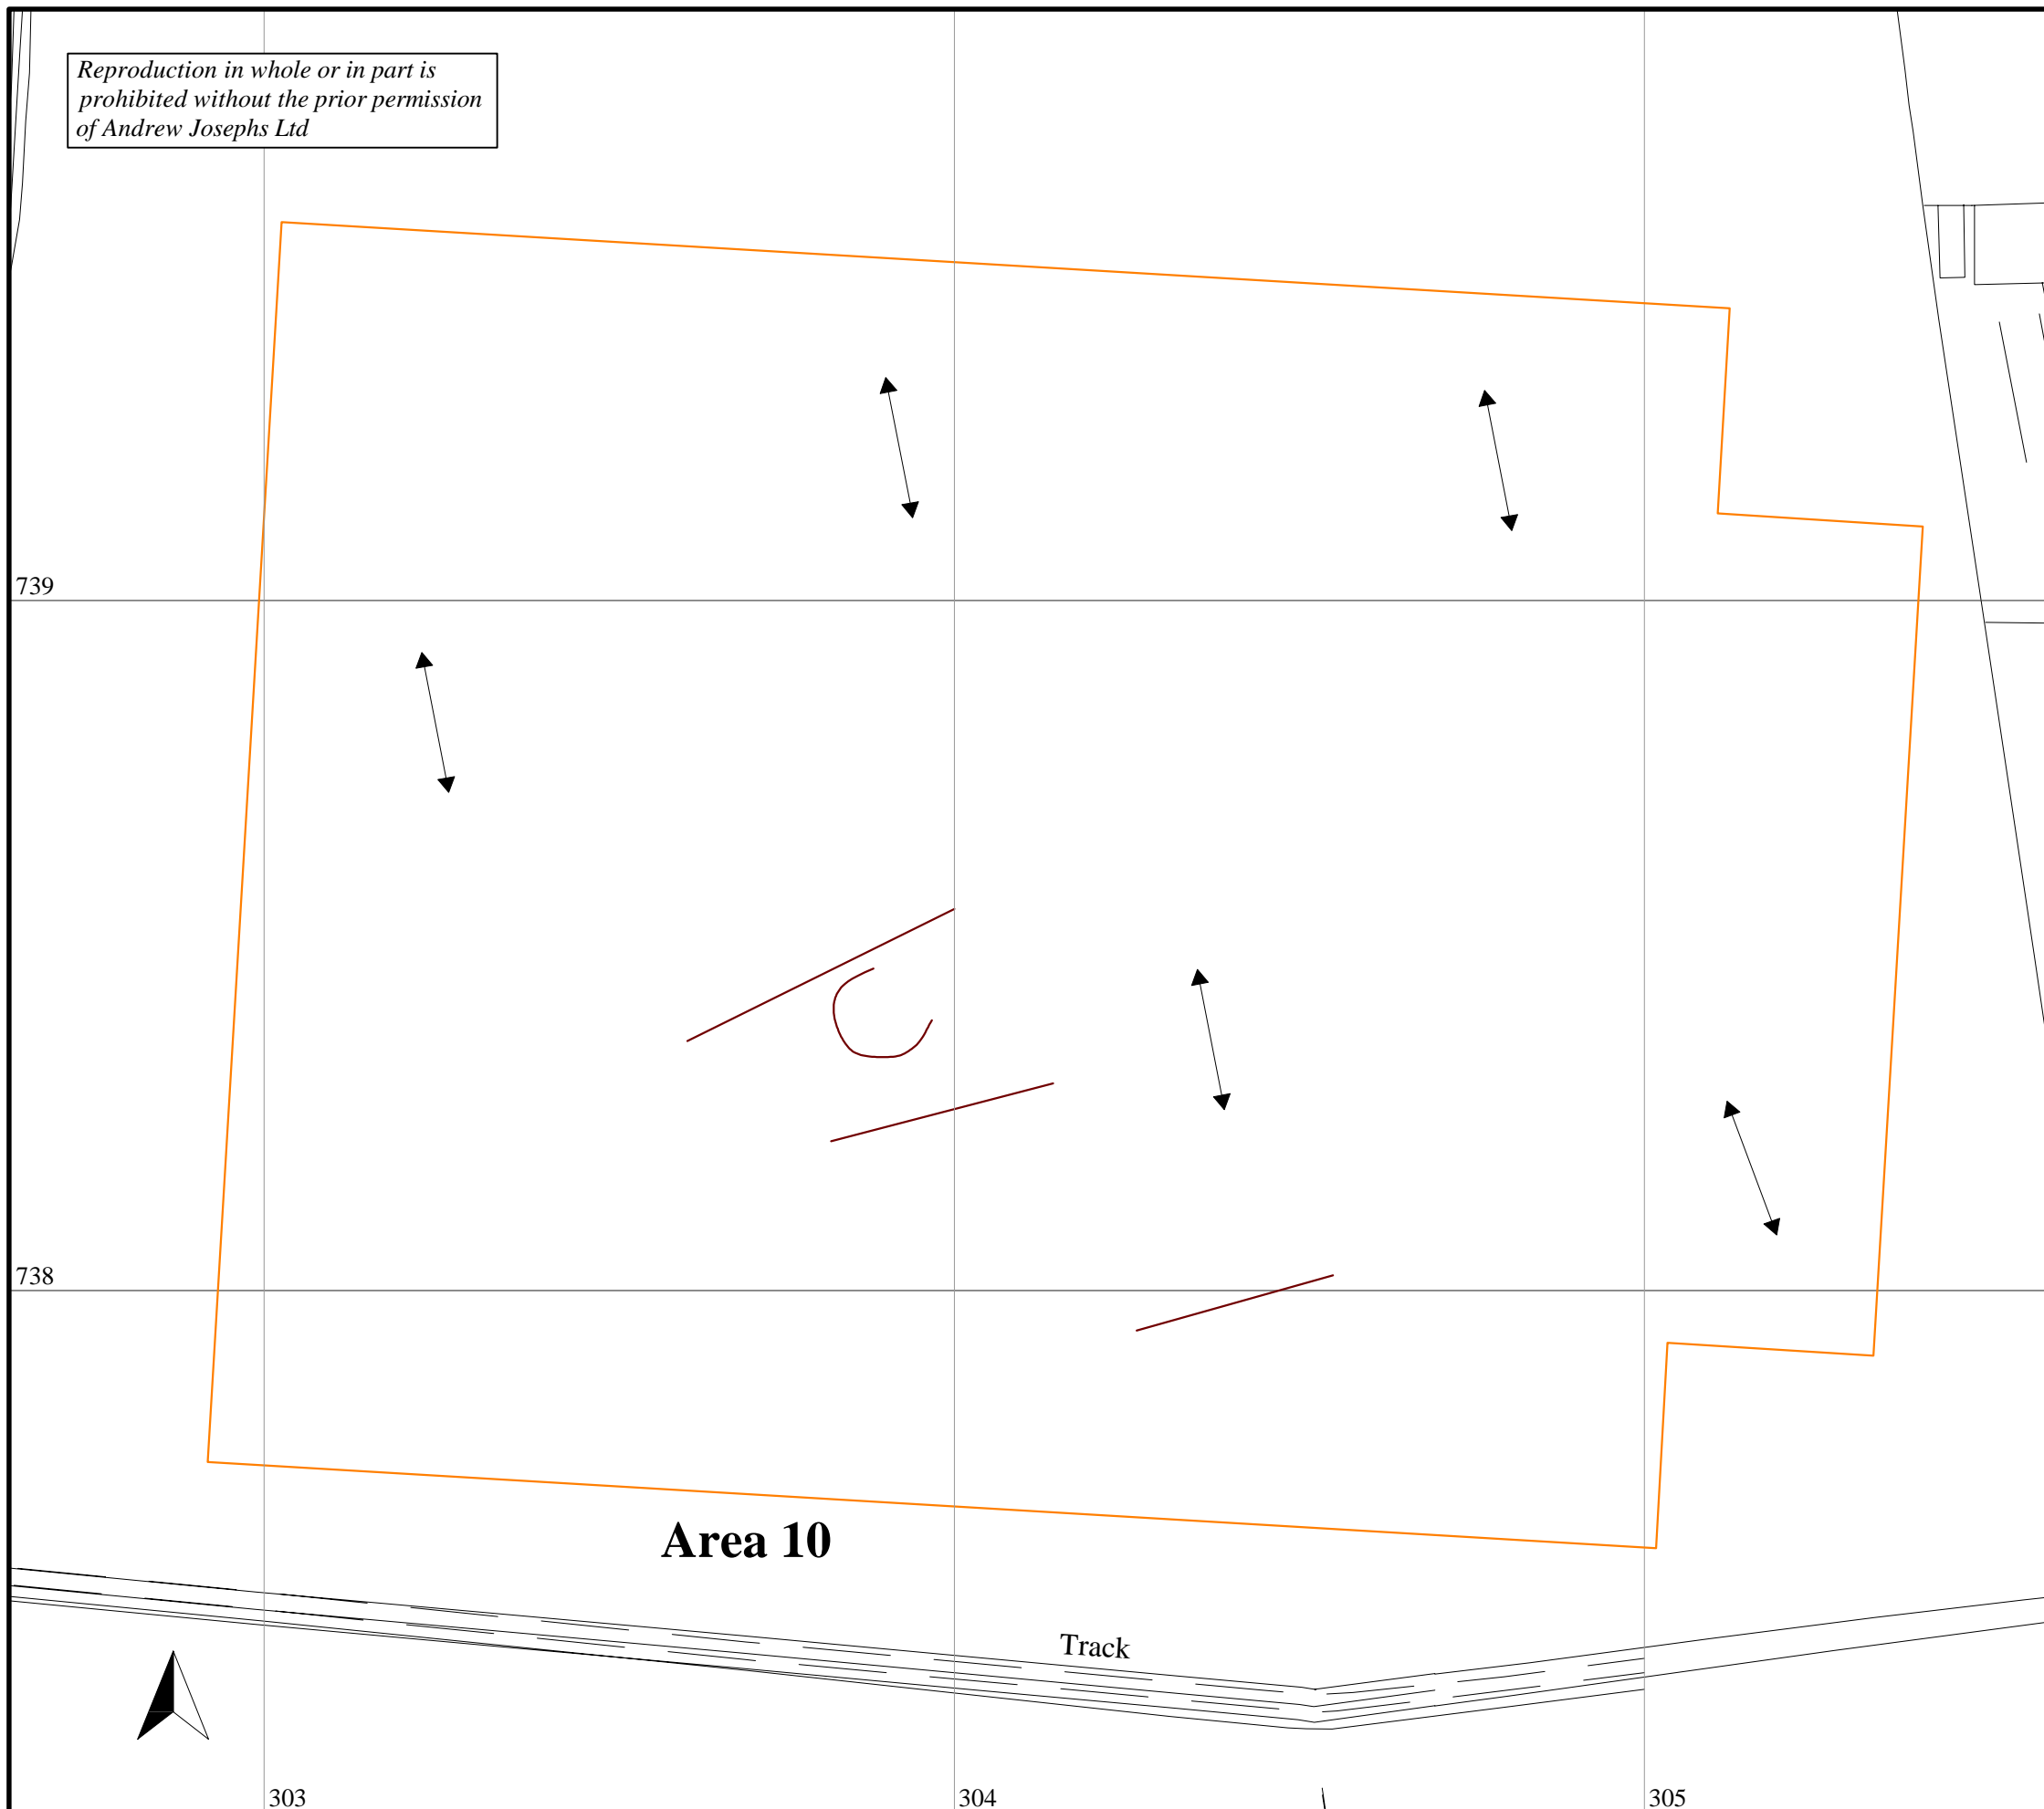 Reproduction in whole or in part is
prohibited without the prior permission
of Andrew Josephs Ltd
739
738
Area 10
Track
303
304
305